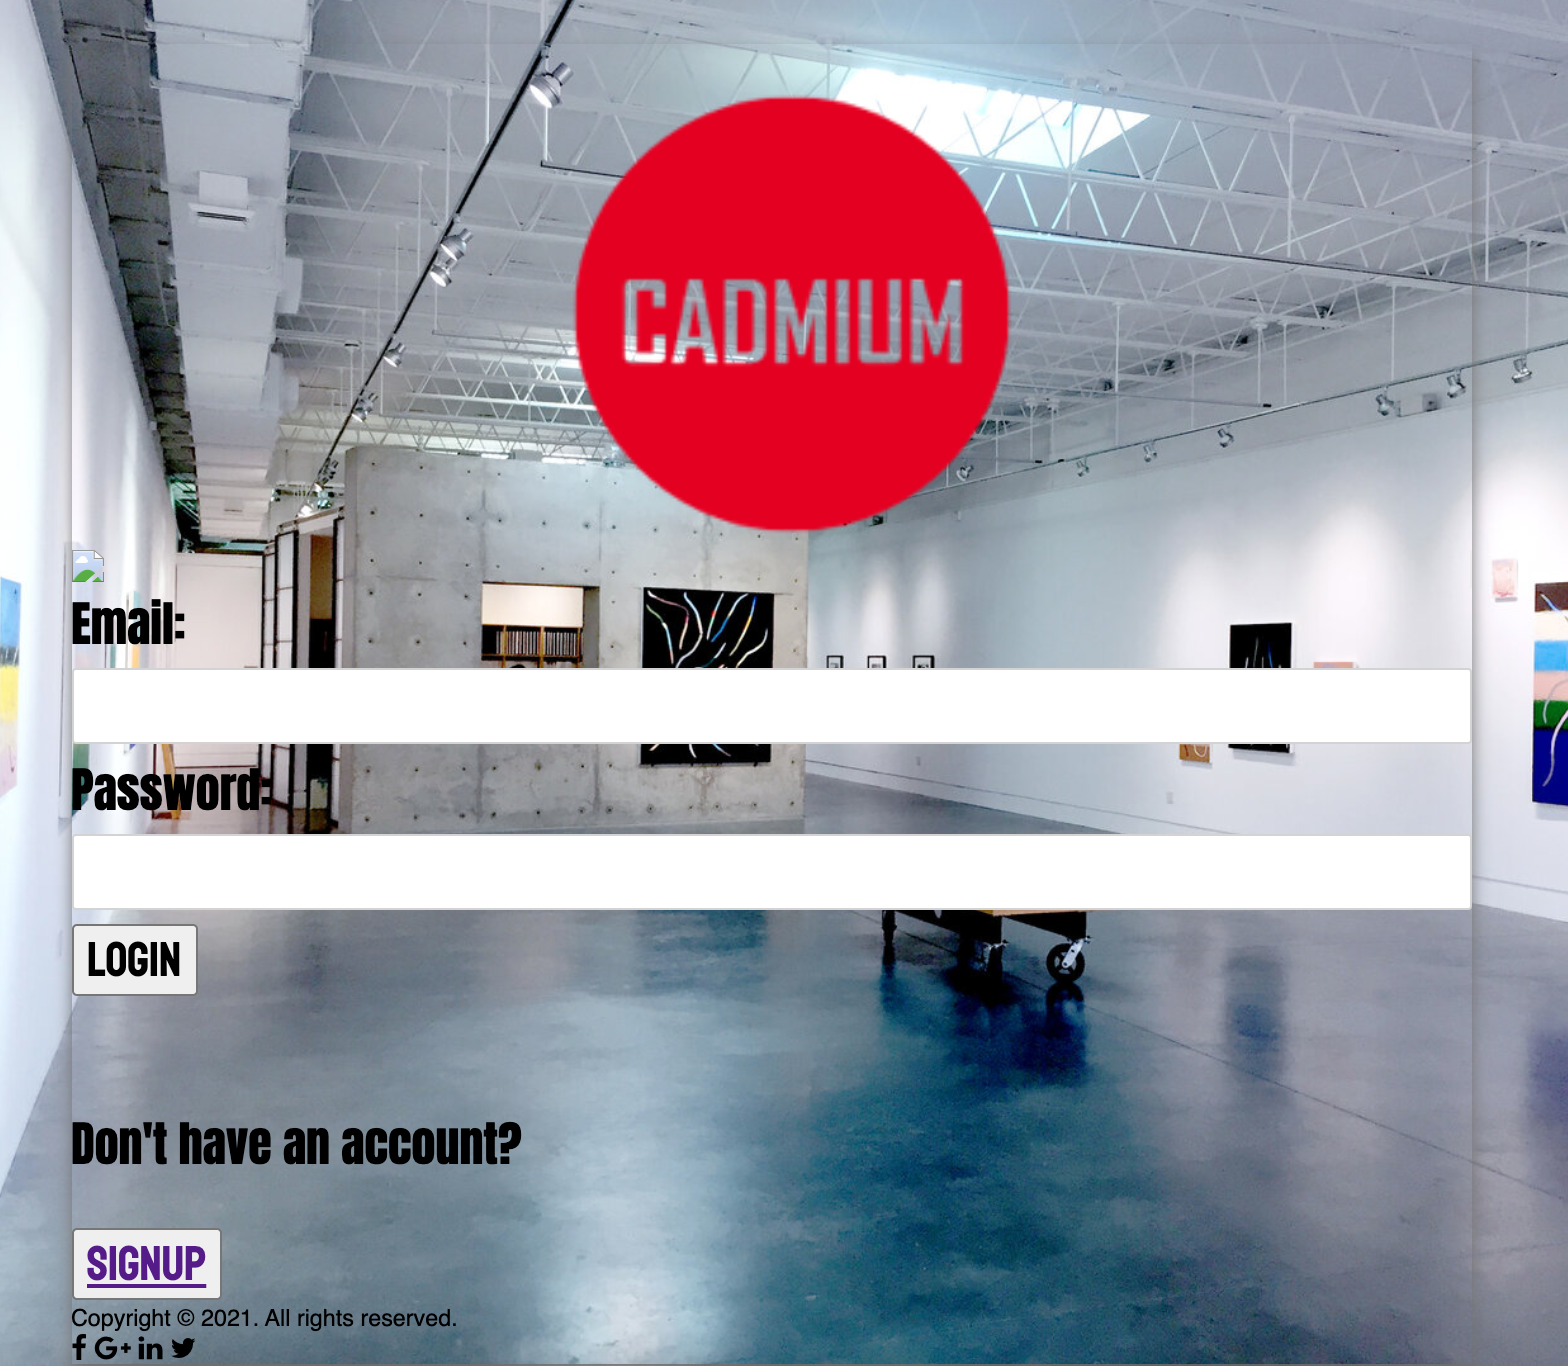 CADMIUM
Email:
Password:
LOGIN
Don't have an account?
SIGNUP
Copyright © 2021. All rights reserved.